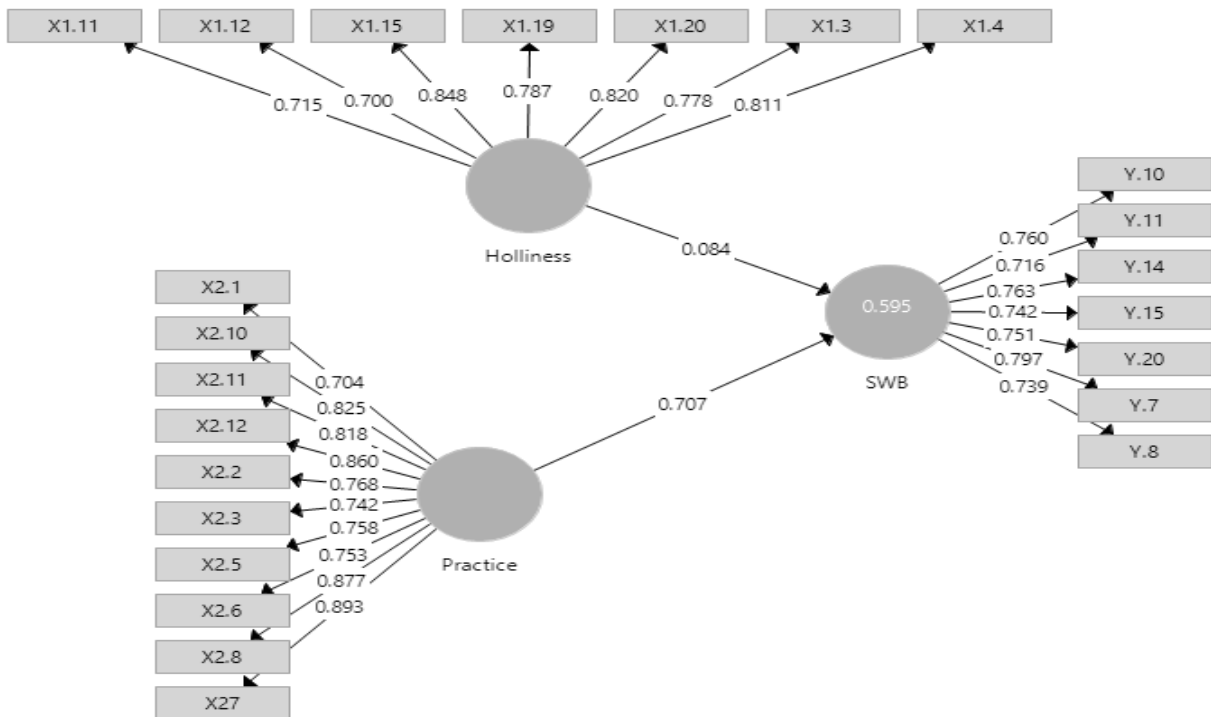 X1.11 X1.12 X1.15 X1.19 X1.20 X1.3 X1.4
0.715 0.700 0.848 0.787 0.820 0.778 0.811
Holliness
0.084
Y.10
Y.11
Y.14
Y.15
Y.20
Y.7
Y.8
0.760
0.716
0.763
0.742
0.751
0.797
0.739
0.595
SWB
X2.1
X2.10
X2.11
X2.12
X2.2
X2.3
X2.5
X2.6
X2.8
X27
0.704
0.825
0.818
0.860
0.768
0.742
0.758
0.753
0.877
0.893
0.707
Practice